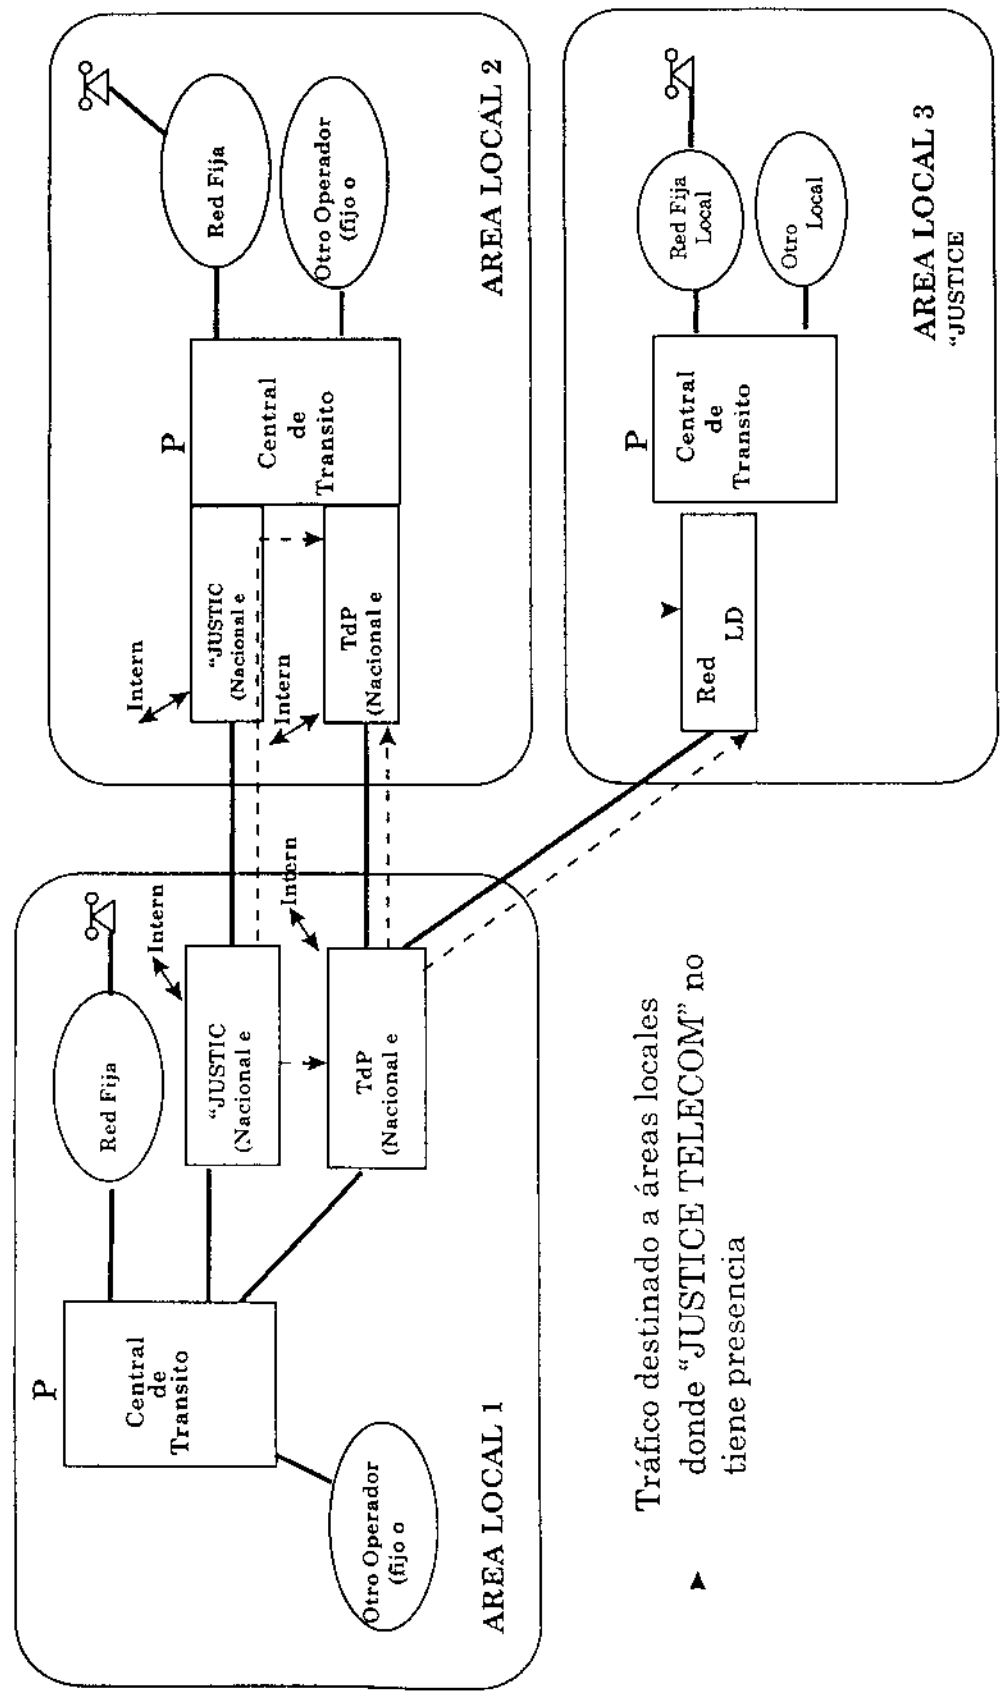 P
Central
de
Transito
Red Fija
Otro Operador
(fijo o
"JUSTIC
(Nacional e
Intern
TdP
(Nacional e
Intern
AREA LOCAL 1
P
Central
de
Transito
Intern
"JUSTIC
(Nacional e
Intern
TdP
(Nacional e
Red Fija
Otro Operador
(fijo o
AREA LOCAL 2
P
Red
LD
Central
de
Transito
Red Fija
Local
Otro
Local
AREA LOCAL 3
"JUSTICE
Tráfico destinado a áreas locales
donde "JUSTICE TELECOM" no
tiene presencia